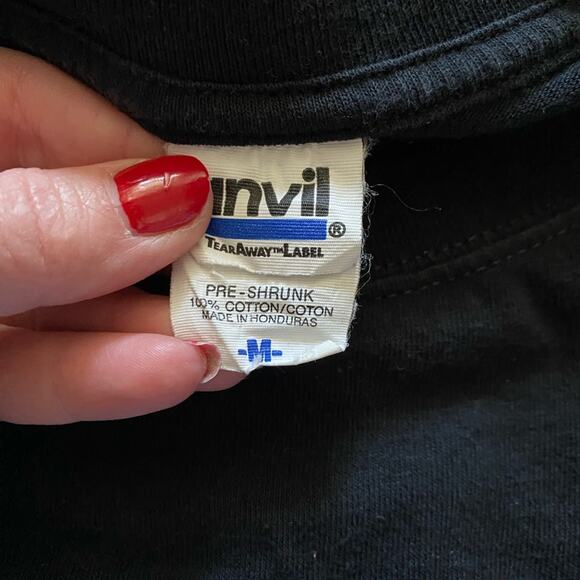 anvil®
TEARAWAY™LABEL
PRE-SHRUNK
100% COTTON/COTON
MADE IN HONDURAS
-M-